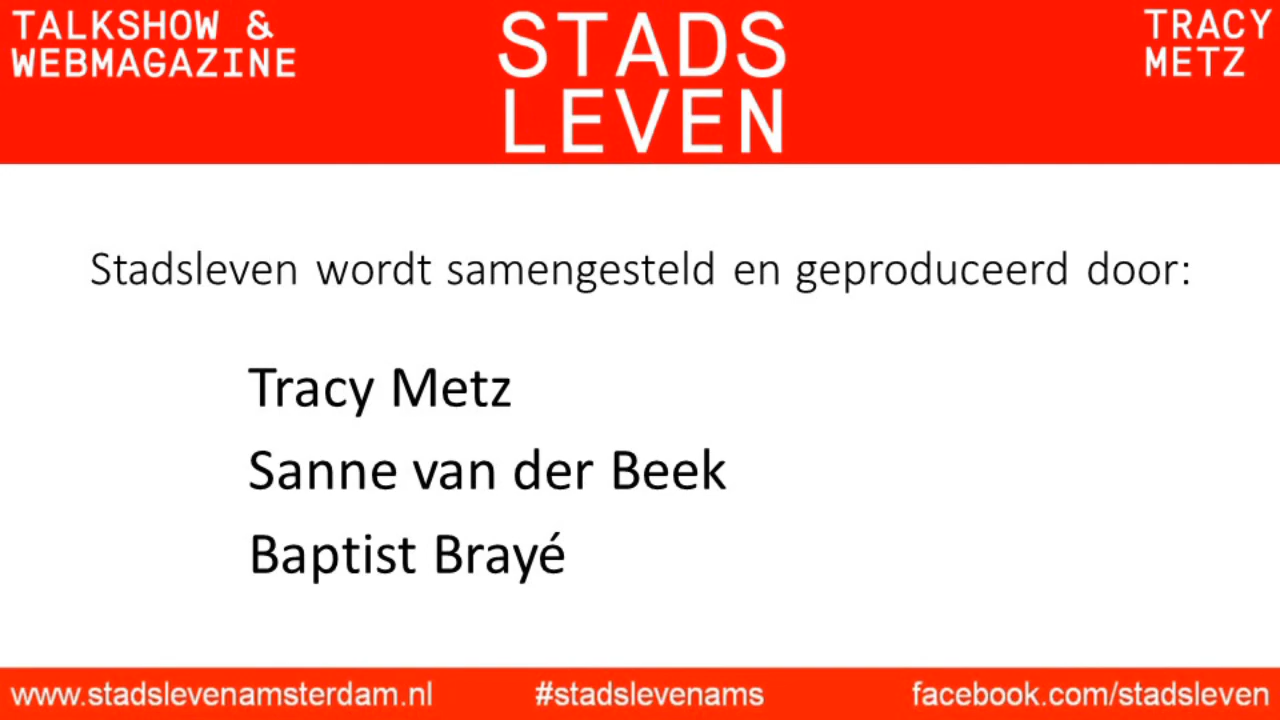 TALKSHOW &
WEBMAGAZINE
STADS
LEVEN
TRACY
METZ
Stadsleven wordt samengesteld en geproduceerd door:
Tracy Metz
Sanne van der Beek
Baptist Brayé
www.stadslevenamsterdam.nl
#stadslevenams
facebook.com/stadsleven